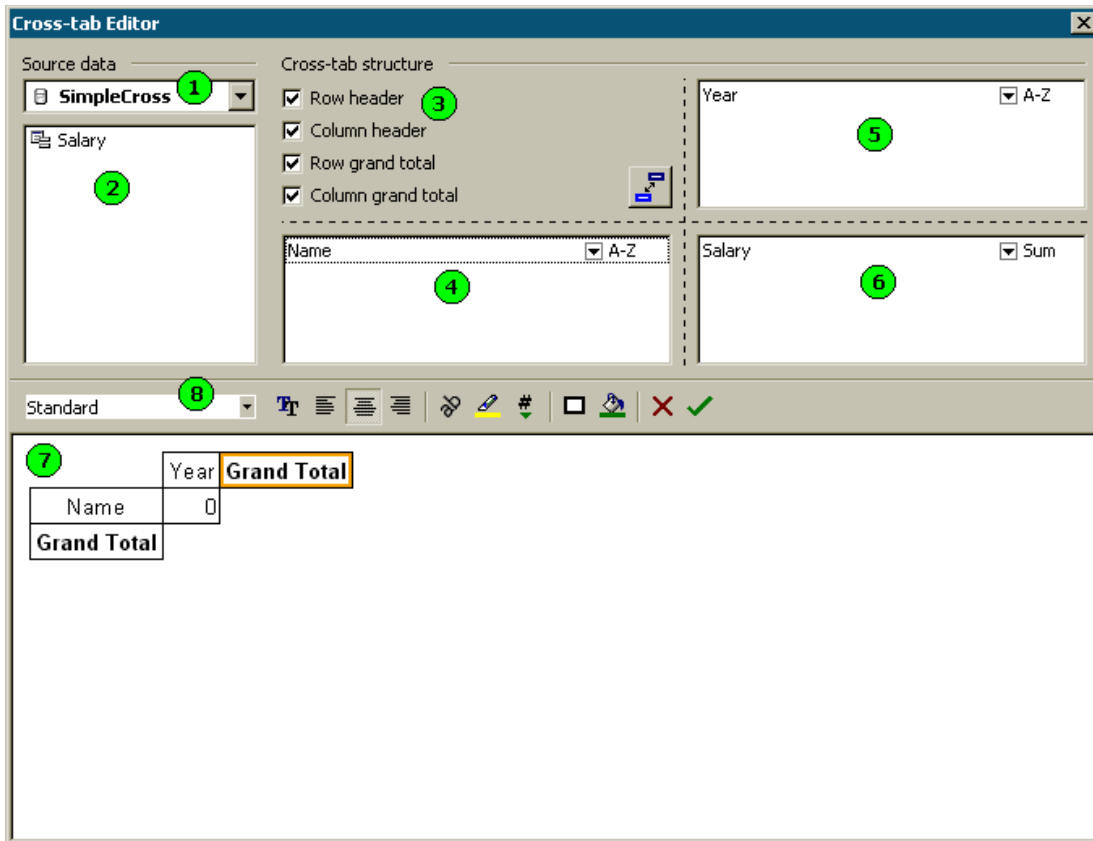 Cross-tab Editor
Source data
Cross-tab structure
1
SimpleCross
2
Salary
3
Row header
Column header
Row grand total
Column grand total
5
Year A-Z
4
Name A-Z
6
Salary Sum
8
Standard
#
7
Year Grand Total
Name 0
Grand Total